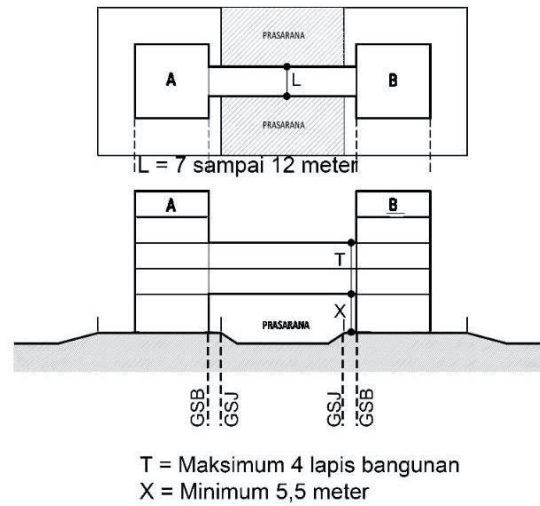 PRASARANA
A
L
B
PRASARANA
L = 7 sampai 12 meter
A
B
T
X
PRASARANA
GSB
GSJ
GSJ
GSB
T = Maksimum 4 lapis bangunan
X = Minimum 5,5 meter